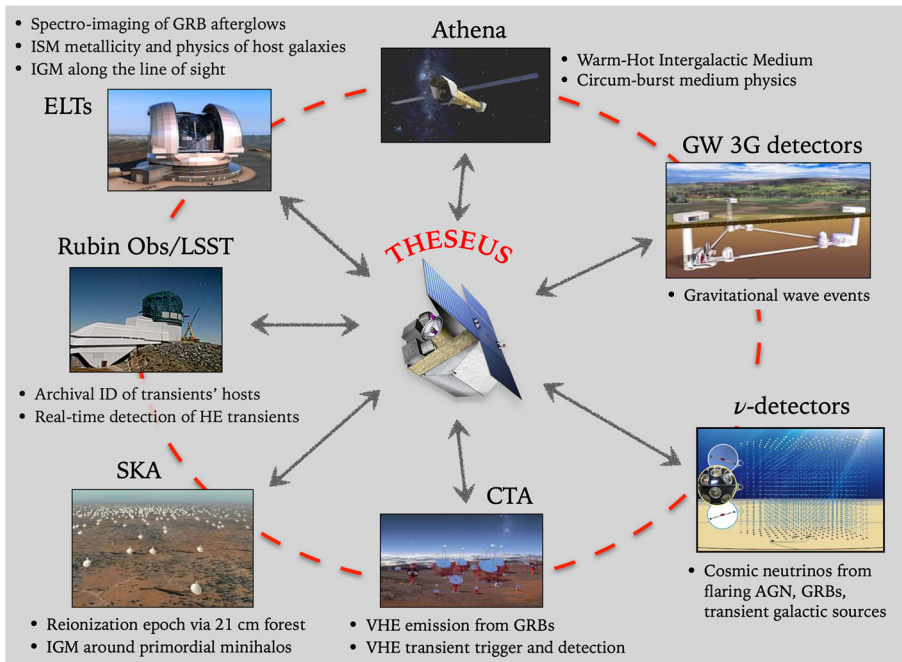 • Spectro-imaging of GRB afterglows
• ISM metallicity and physics of host galaxies
• IGM along the line of sight
ELTs
Athena
• Warm-Hot Intergalactic Medium
• Circum-burst medium physics
GW 3G detectors
• Gravitational wave events
THESEUS
Rubin Obs/LSST
• Archival ID of transients’ hosts
• Real-time detection of HE transients
ν-detectors
• Cosmic neutrinos from
flaring AGN, GRBs,
transient galactic sources
SKA
• Reionization epoch via 21 cm forest
• IGM around primordial minihalos
CTA
• VHE emission from GRBs
• VHE transient trigger and detection